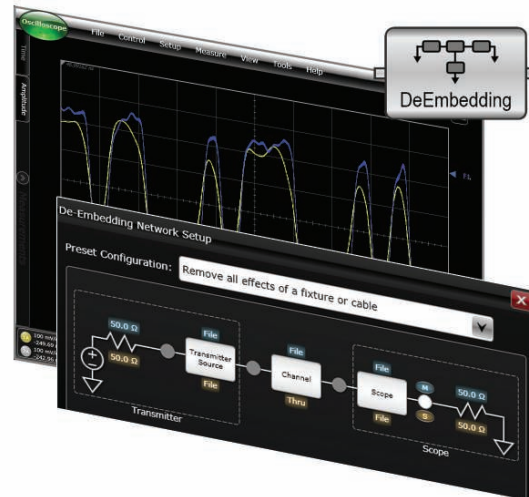 Oscilloscope
File Control Setup Measure View Tools Help
Time
Amplitude
DeEmbedding
De-Embedding Network Setup
Preset Configuration: Remove all effects of a fixture or cable
50.0 Ω
50.0 Ω
File
Transmitter
Source
File
Transmitter
File
Channel
Thru
File
Scope
File
M
S
50.0 Ω
50.0 Ω
Scope